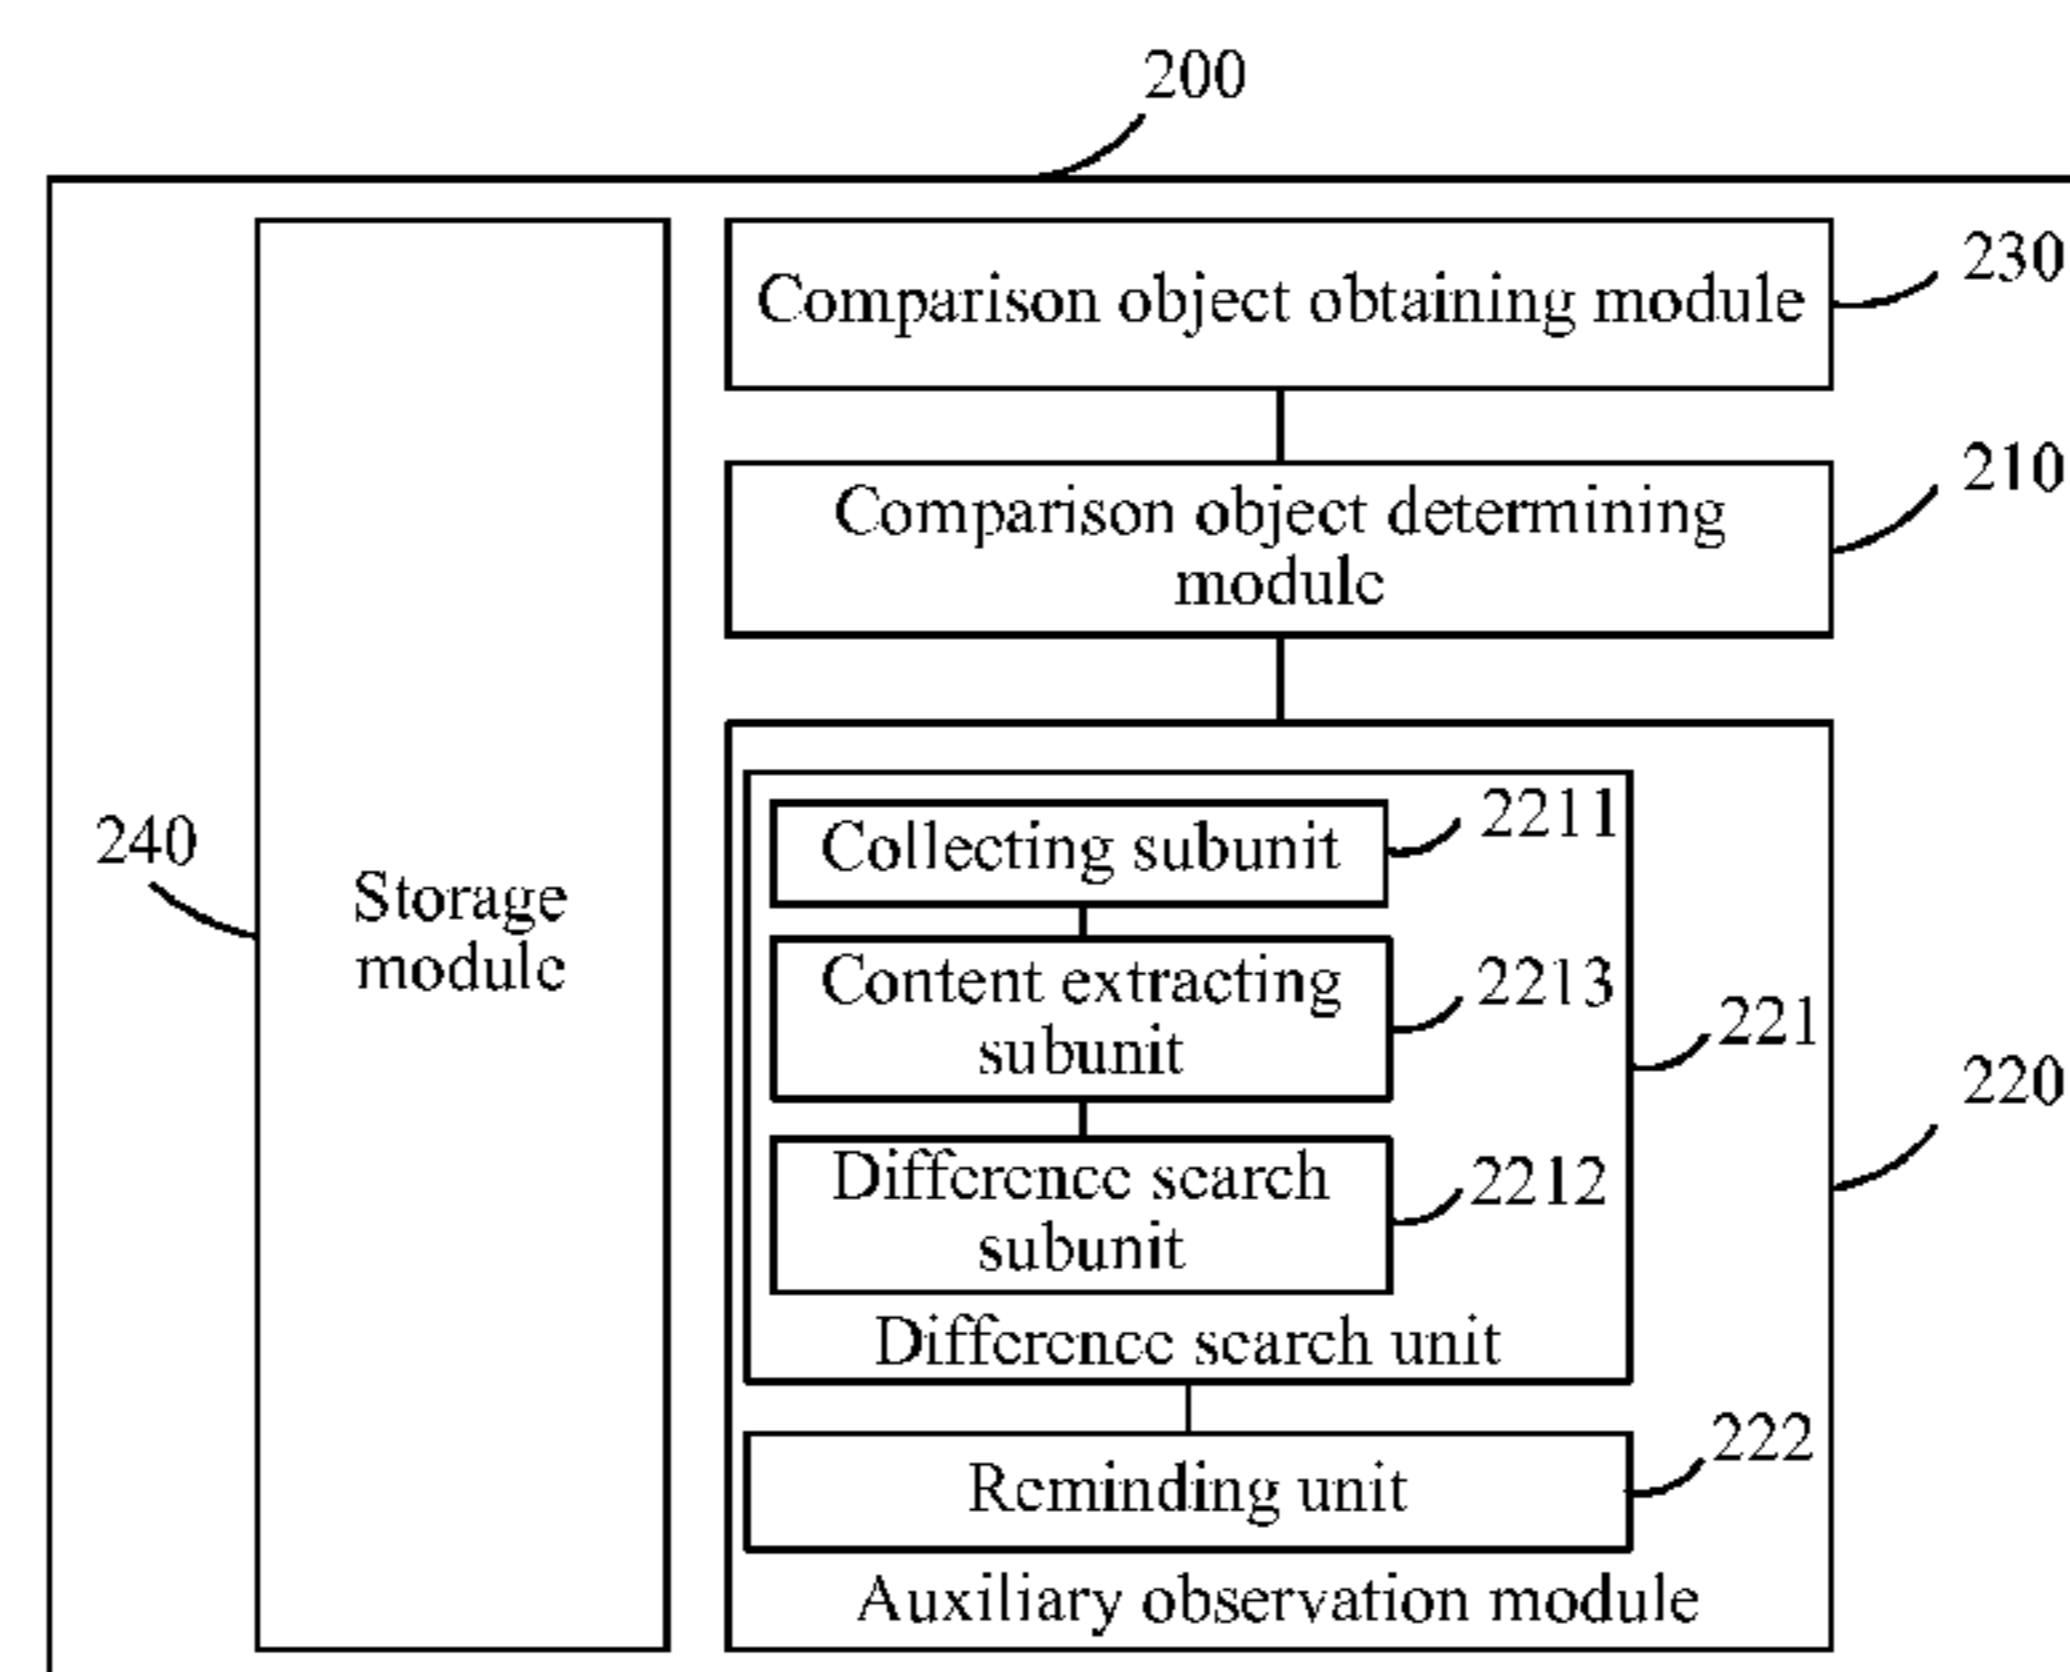 200
Comparison object obtaining module
230
Comparison object determining
module
210
240
Storage
module
Collecting subunit
2211
Content extracting
subunit
2213
221
220
Difference search
subunit
2212
Difference search unit
Reminding unit
222
Auxiliary observation module